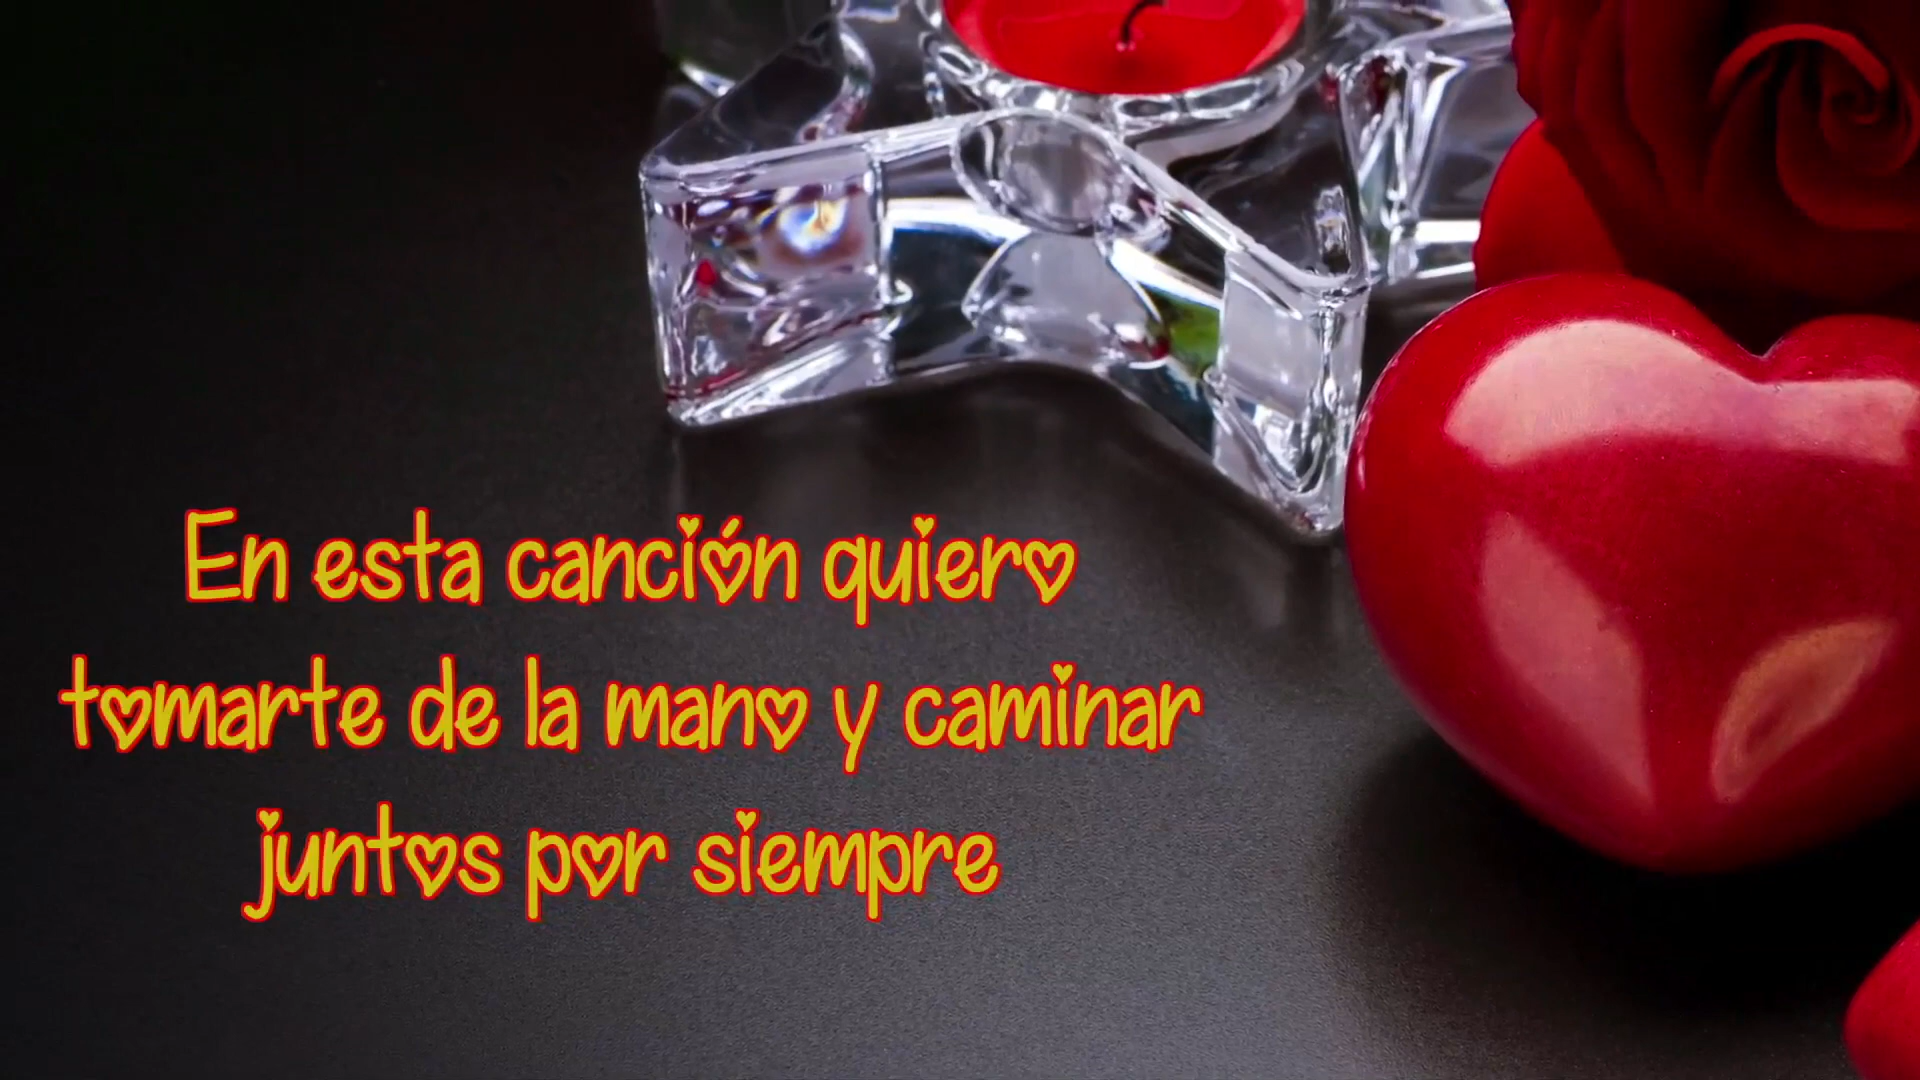 En esta canción quiero
tomarte de la mano y caminar
juntos por siempre